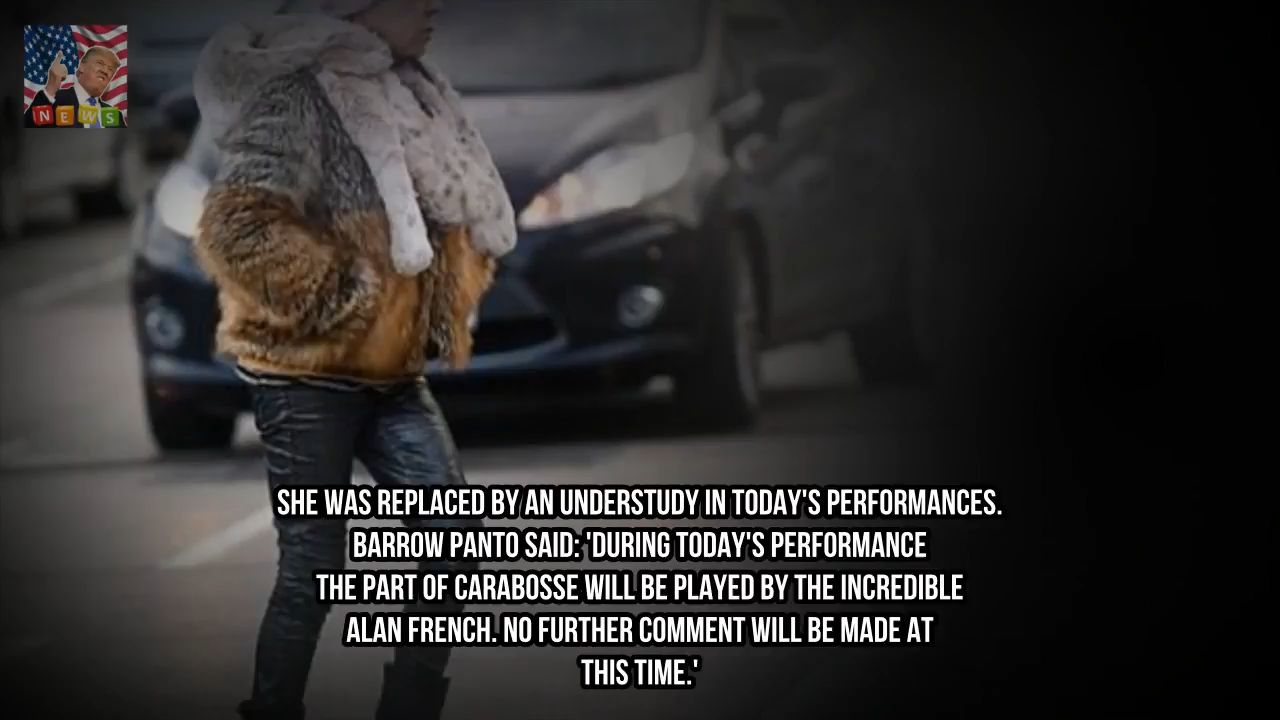 NEWS
SHE WAS REPLACED BY AN UNDERSTUDY IN TODAY'S PERFORMANCES.
BARROW PANTO SAID: 'DURING TODAY'S PERFORMANCE
THE PART OF CARABOSSE WILL BE PLAYED BY THE INCREDIBLE
ALAN FRENCH. NO FURTHER COMMENT WILL BE MADE AT
THIS TIME.'